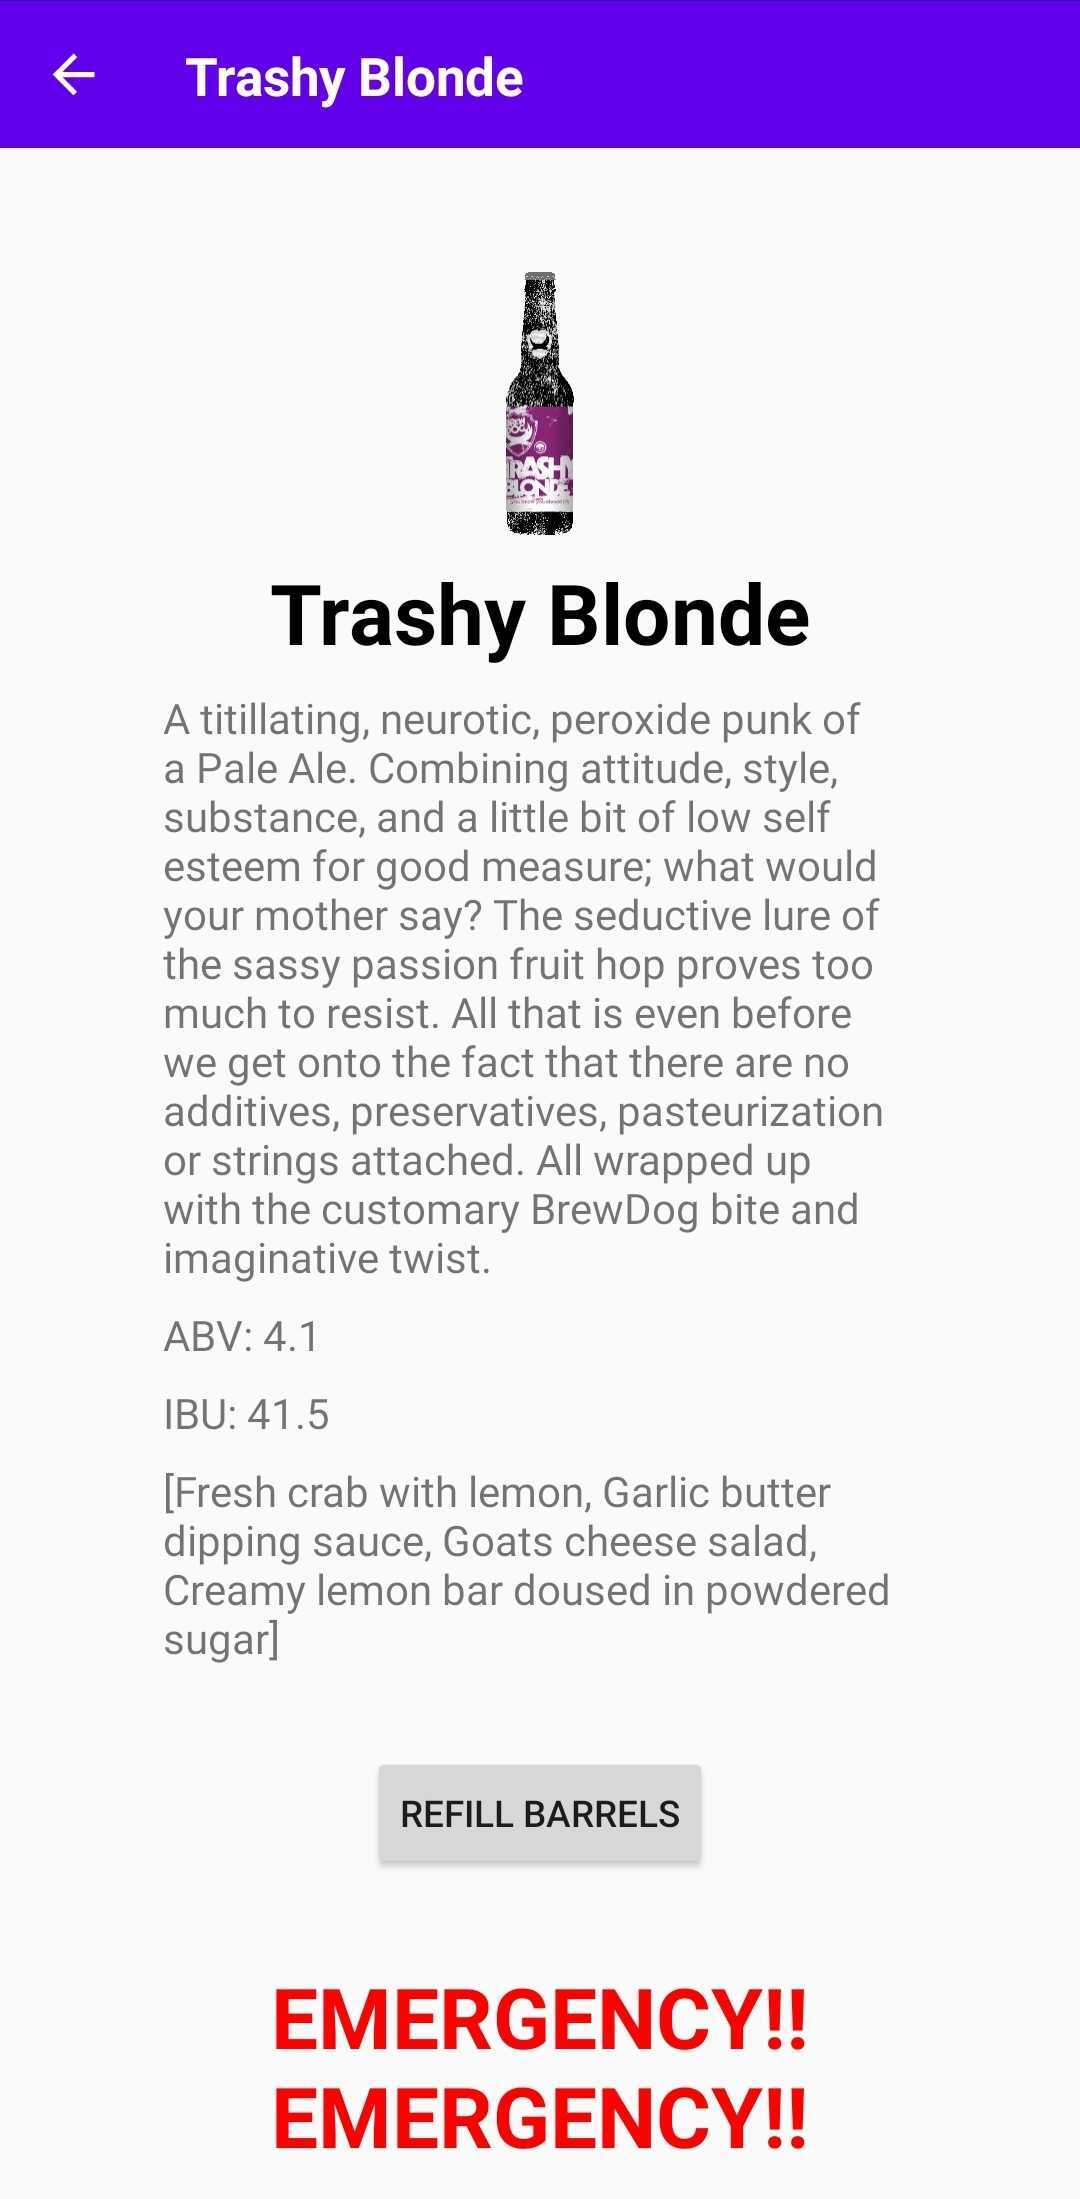 Trashy Blonde
TRASHY
BLONDE
Trashy Blonde
A titillating, neurotic, peroxide punk of
a Pale Ale. Combining attitude, style,
substance, and a little bit of low self
esteem for good measure; what would
your mother say? The seductive lure of
the sassy passion fruit hop proves too
much to resist. All that is even before
we get onto the fact that there are no
additives, preservatives, pasteurization
or strings attached. All wrapped up
with the customary BrewDog bite and
imaginative twist.
ABV: 4.1
IBU: 41.5
[Fresh crab with lemon, Garlic butter
dipping sauce, Goats cheese salad,
Creamy lemon bar doused in powdered
sugar]
REFILL BARRELS
EMERGENCY!!
EMERGENCY!!